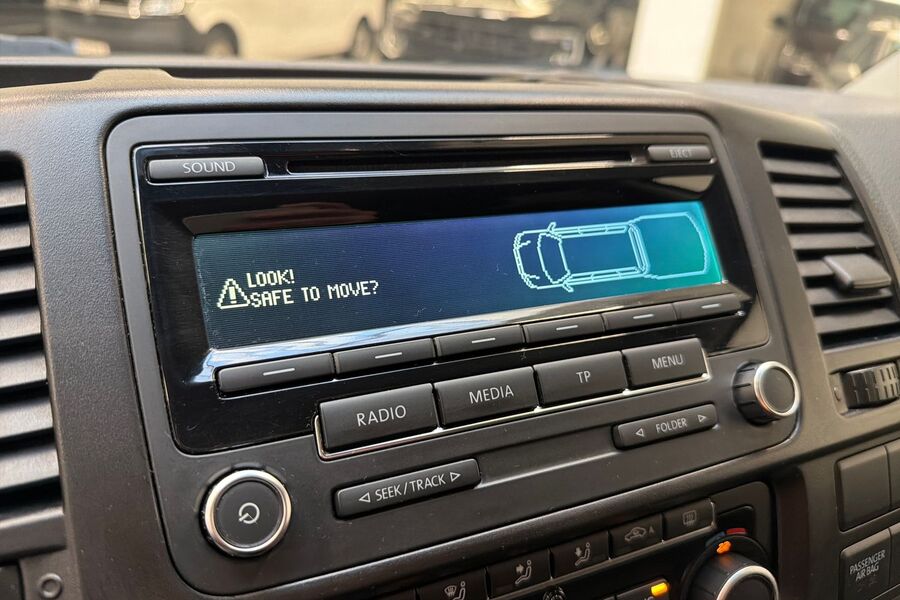 SOUND
EJECT
LOOK!
SAFE TO MOVE?
RADIO
MEDIA
TP
MENU
FOLDER
SEEK/TRACK
A
PASSENGER
AIR BAG